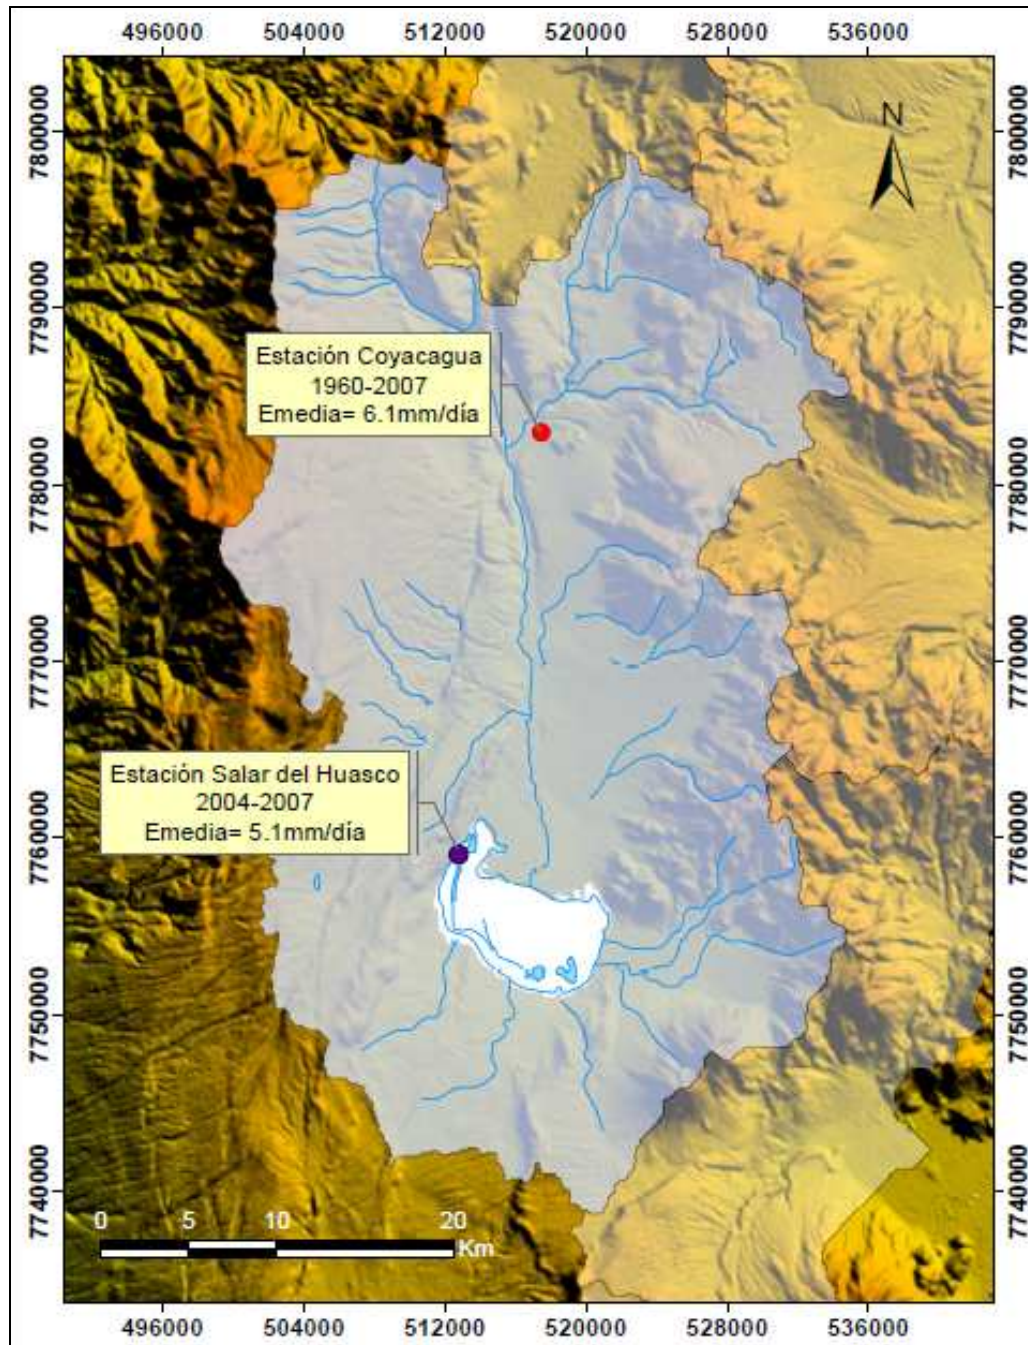 496000 504000 512000 520000 528000 536000
N
7800000 7800000
7790000 7790000
Estación Coyacagua
1960-2007
Emedia= 6.1mm/día
7780000 7780000
7770000 7770000
Estación Salar del Huasco
2004-2007
Emedia= 5.1mm/día
7760000 7760000
7750000 7750000
7740000 7740000
0 5 10 20
Km
496000 504000 512000 520000 528000 536000